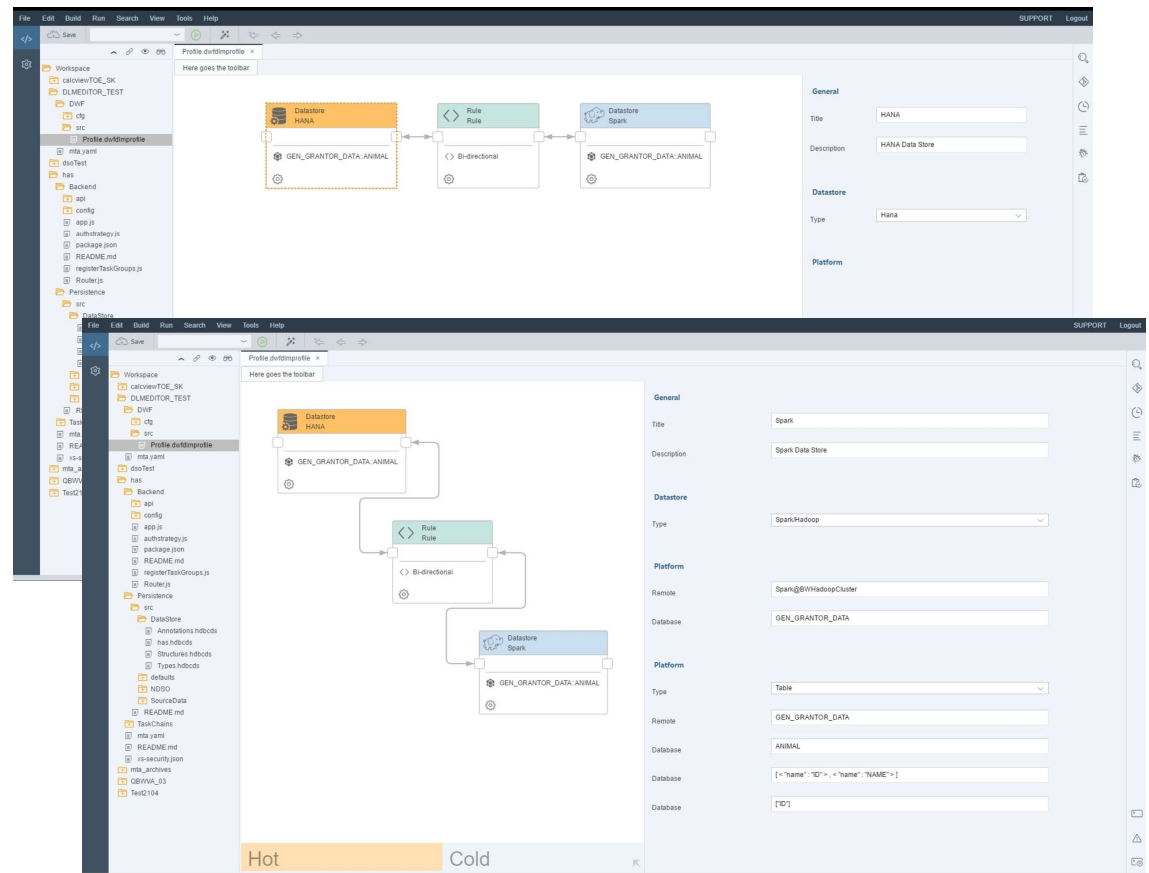 File Edit Build Run Search View Tools Help SUPPORT Logout
Save
Profile.dwfdlmprofile ×
Here goes the toolbar
Workspace
calcviewTOE_SK
DLMEDITOR_TEST
DWF
cfg
src
Profile.dwfdlmprofile
mta.yaml
dsoTest
has
Backend
api
config
app.js
authstrategy.js
package.json
README.md
registerTaskGroups.js
Router.js
Persistence
src
DataStore
Datastore
HANA
GEN_GRANTOR_DATA::ANIMAL
Rule
Rule
Bi-directional
Datastore
Spark
GEN_GRANTOR_DATA::ANIMAL
General
Title HANA
Description HANA Data Store
Datastore
Type Hana
Platform
mta_a
QBWV
Test21
File Edit Build Run Search View Tools Help SUPPORT Logout
Save
Profile.dwfdlmprofile ×
Here goes the toolbar
Workspace
calcviewTOE_SK
DLMEDITOR_TEST
DWF
cfg
src
Profile.dwfdlmprofile
mta.yaml
dsoTest
has
Backend
api
config
app.js
authstrategy.js
package.json
README.md
registerTaskGroups.js
Router.js
Persistence
src
DataStore
Annotations.hdbcds
has.hdbcds
Structures.hdbcds
Types.hdbcds
defaults
NDSO
SourceData
README.md
TaskChains
mta.yaml
README.md
xs-security.json
mta_archives
QBWVA_03
Test2104
Datastore
HANA
GEN_GRANTOR_DATA::ANIMAL
Rule
Rule
Bi-directional
Datastore
Spark
GEN_GRANTOR_DATA::ANIMAL
Hot Cold
General
Title Spark
Description Spark Data Store
Datastore
Type Spark/Hadoop
Platform
Remote Spark@BWHadoopCluster
Database GEN_GRANTOR_DATA
Platform
Type Table
Remote GEN_GRANTOR_DATA
Database ANIMAL
Database [ < "name" : "ID" > , < "name" : "NAME" > ]
Database ["ID"]